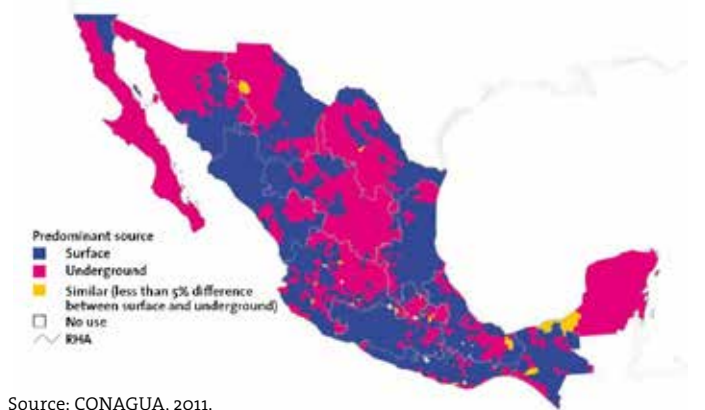 Predominant source
Surface
Underground
Similar (less than 5% difference
between surface and underground)
No use
RHA
Source: CONAGUA, 2011.